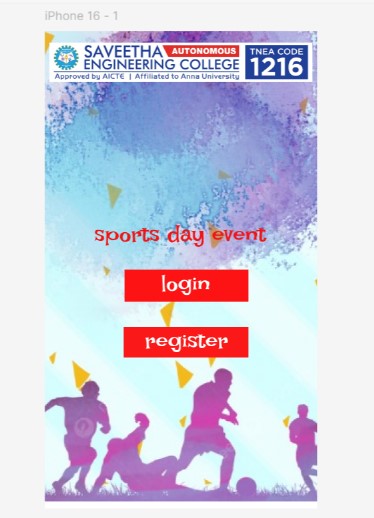 iPhone 16 - 1
SAVEETHA AUTONOMOUS
ENGINEERING COLLEGE
Approved by AICTE | Affiliated to Anna University
TNEA CODE
1216
sports day event
login
register